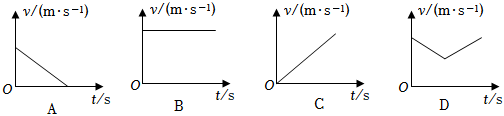 v/(m·s⁻¹) v/(m·s⁻¹) v/(m·s⁻¹) v/(m·s⁻¹)
O t/s O t/s O t/s O t/s
A B C D